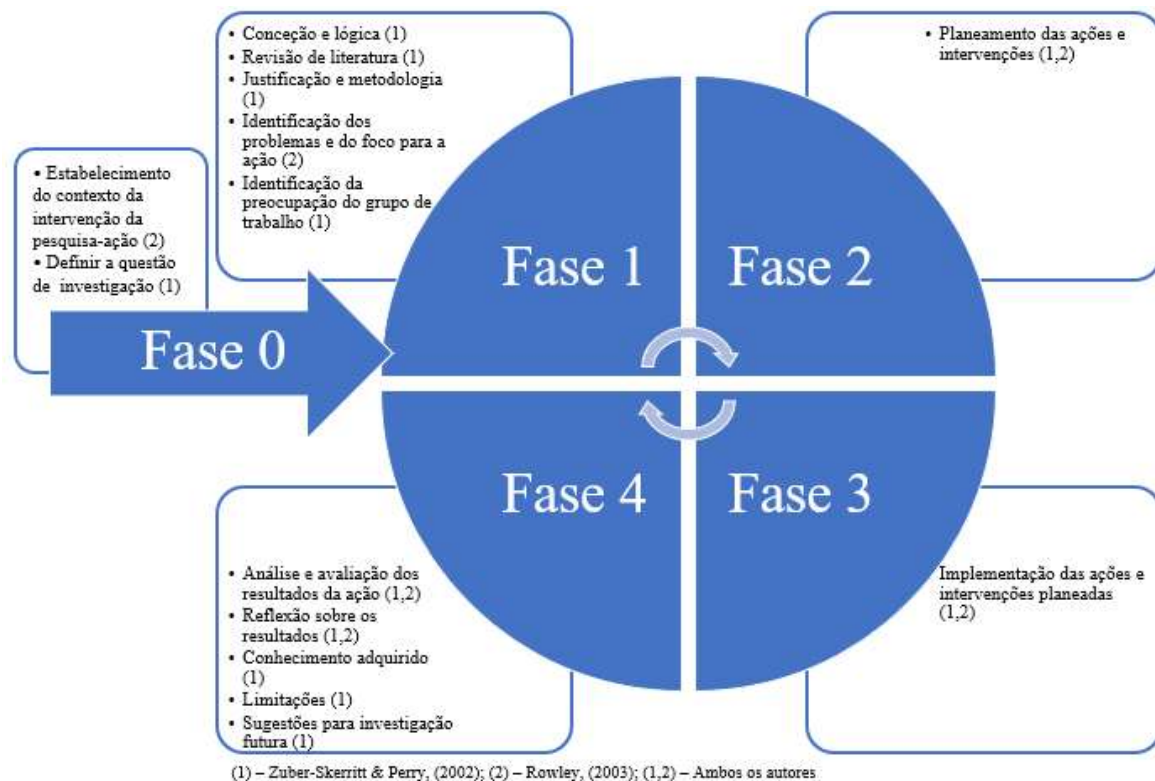 • Estabelecimento
do contexto da
intervenção da
pesquisa-ação (2)
• Definir a questão
de investigação (1)
Fase 0
• Conceção e lógica (1)
• Revisão de literatura (1)
• Justificação e metodologia
(1)
• Identificação dos
problemas e do foco para a
ação (2)
• Identificação da
preocupação do grupo de
trabalho (1)
Fase 1
• Planeamento das ações e
intervenções (1,2)
Fase 2
Fase 3
Implementação das ações e
intervenções planeadas
(1,2)
Fase 4
• Análise e avaliação dos
resultados da ação (1,2)
• Reflexão sobre os
resultados (1,2)
• Conhecimento adquirido
(1)
• Limitações (1)
• Sugestões para investigação
futura (1)
(1) – Zuber-Skerritt & Perry, (2002); (2) – Rowley, (2003); (1,2) – Ambos os autores